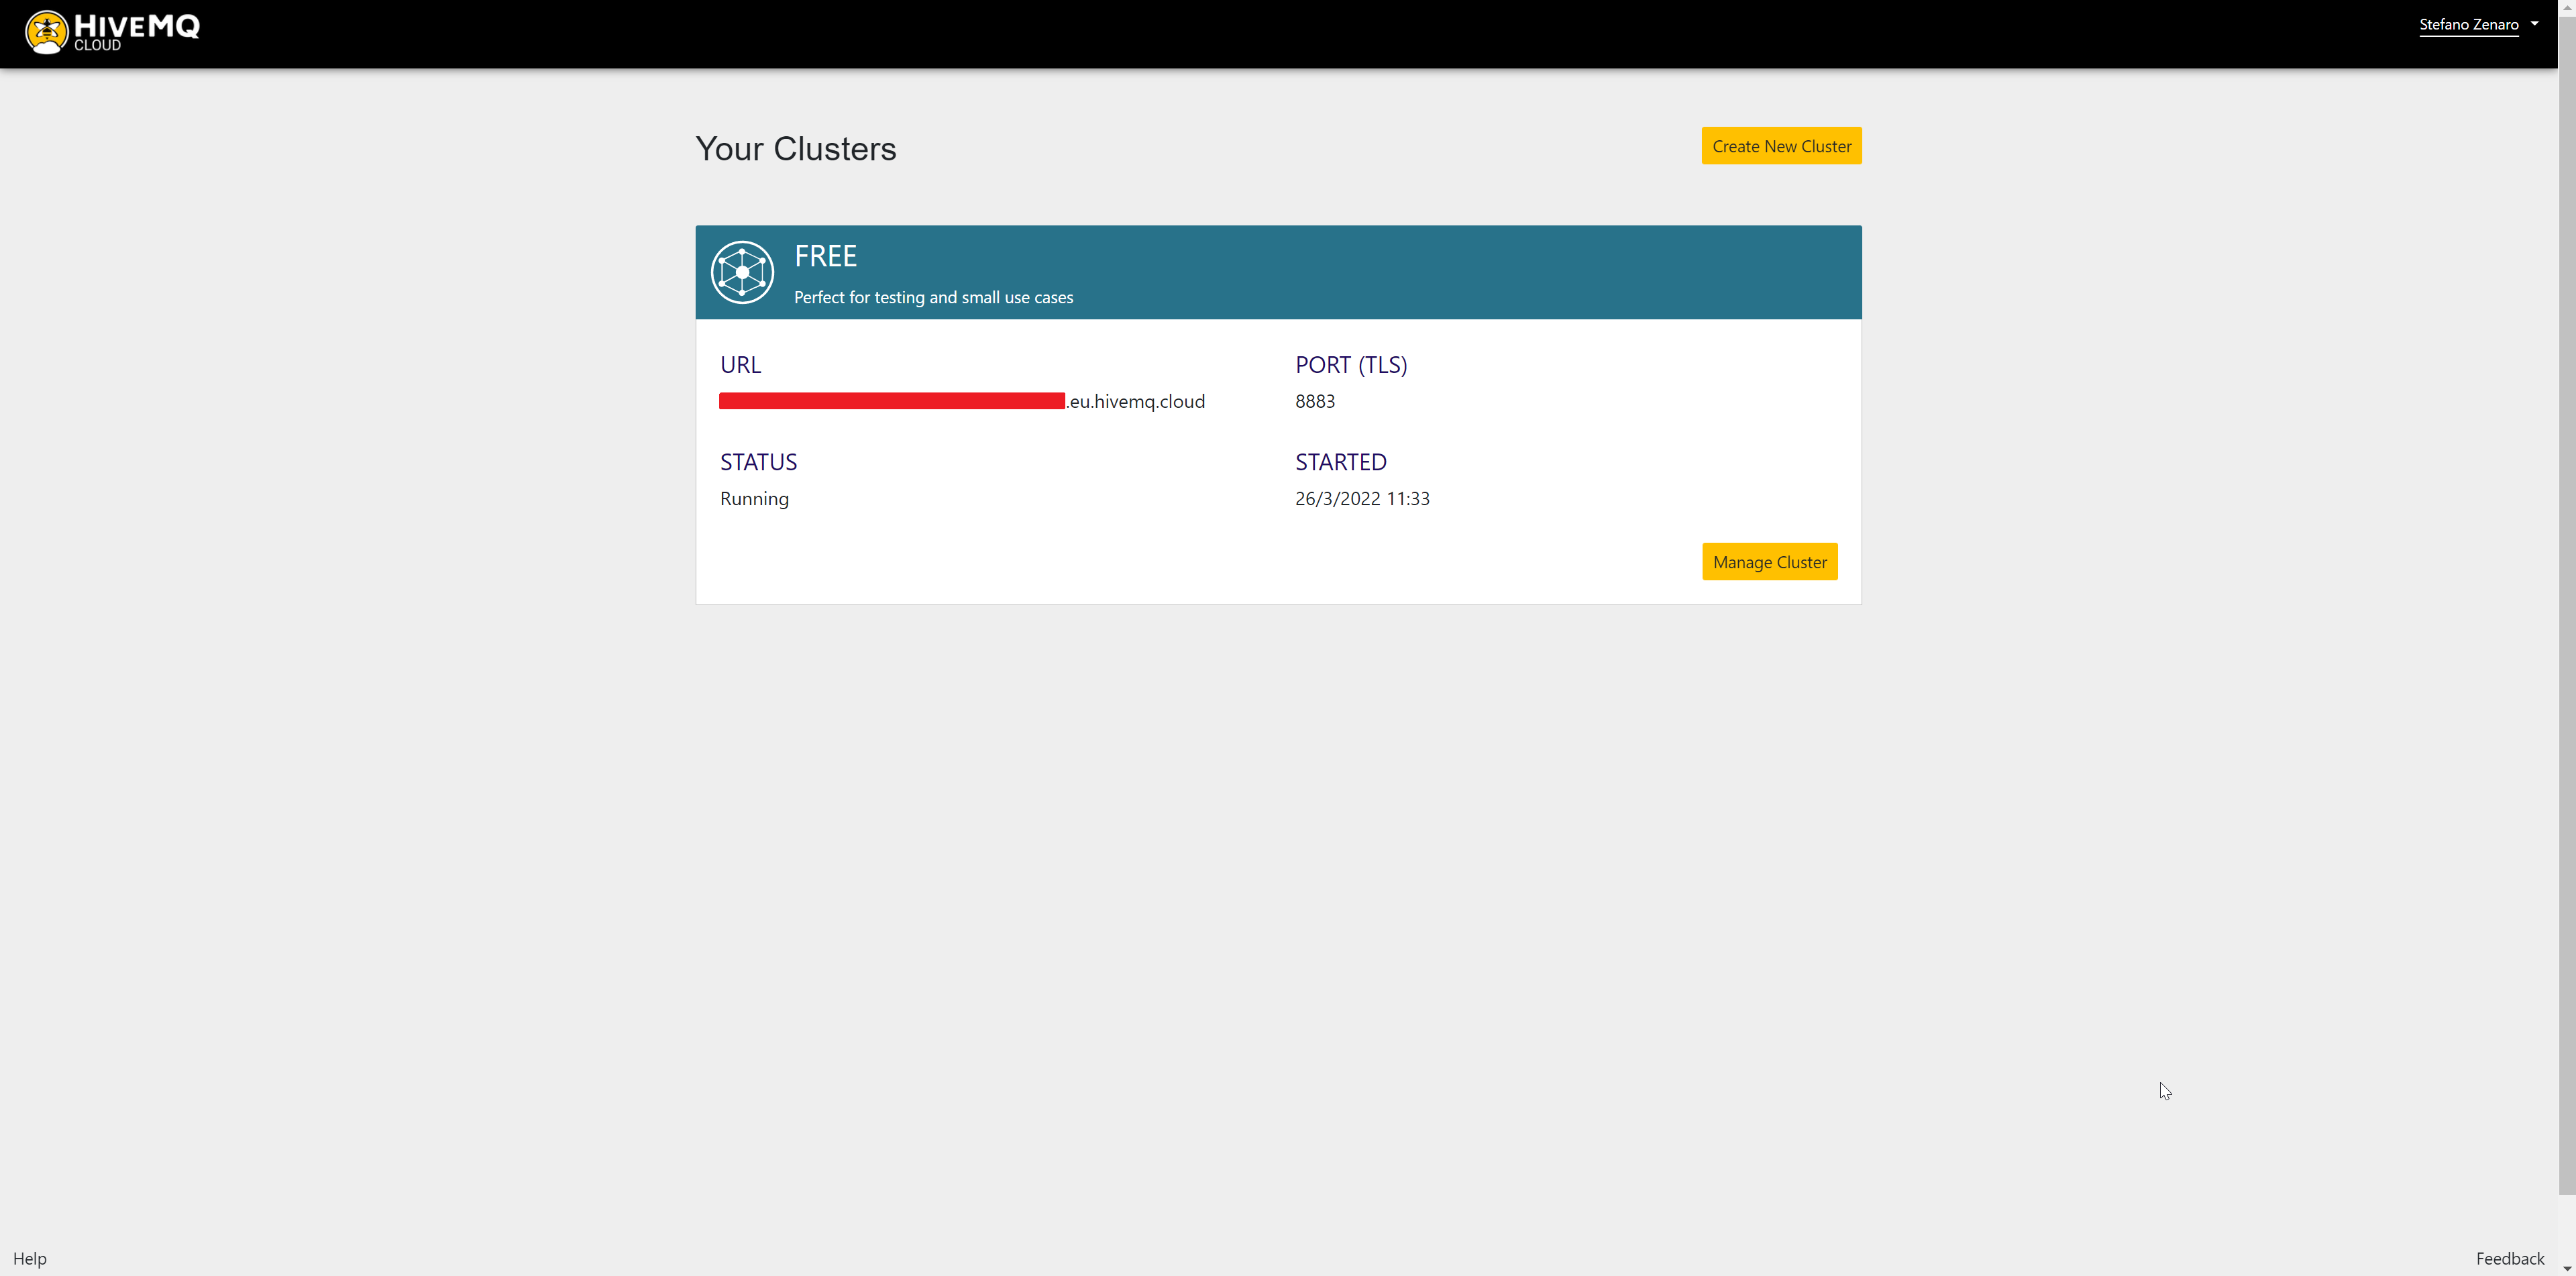 HIVEMQ
CLOUD
Stefano Zenaro
Your Clusters
Create New Cluster
FREE
Perfect for testing and small use cases
URL
PORT (TLS)
.eu.hivemq.cloud
8883
STATUS
STARTED
Running
26/3/2022 11:33
Manage Cluster
Help
Feedback